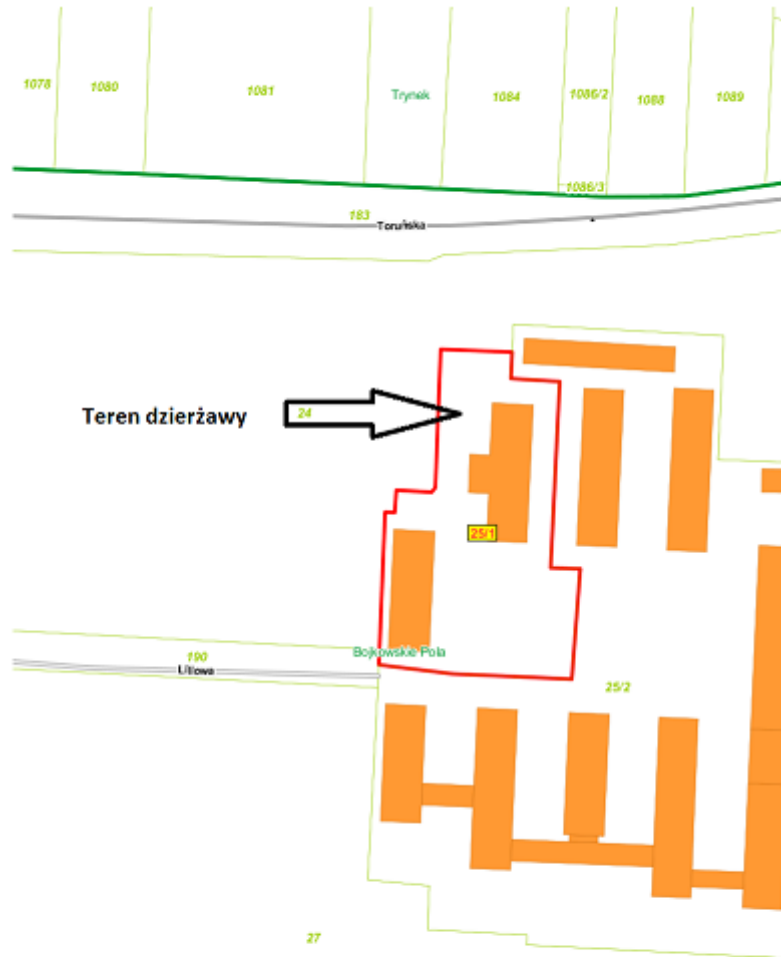 1078
1080
1081
Trynek
1084
1086/2
1088
1089
1086/3
183
Toruńska
Teren dzierżawy
24
25/1
190
Bojkowskie Pola
Liliowa
25/2
27